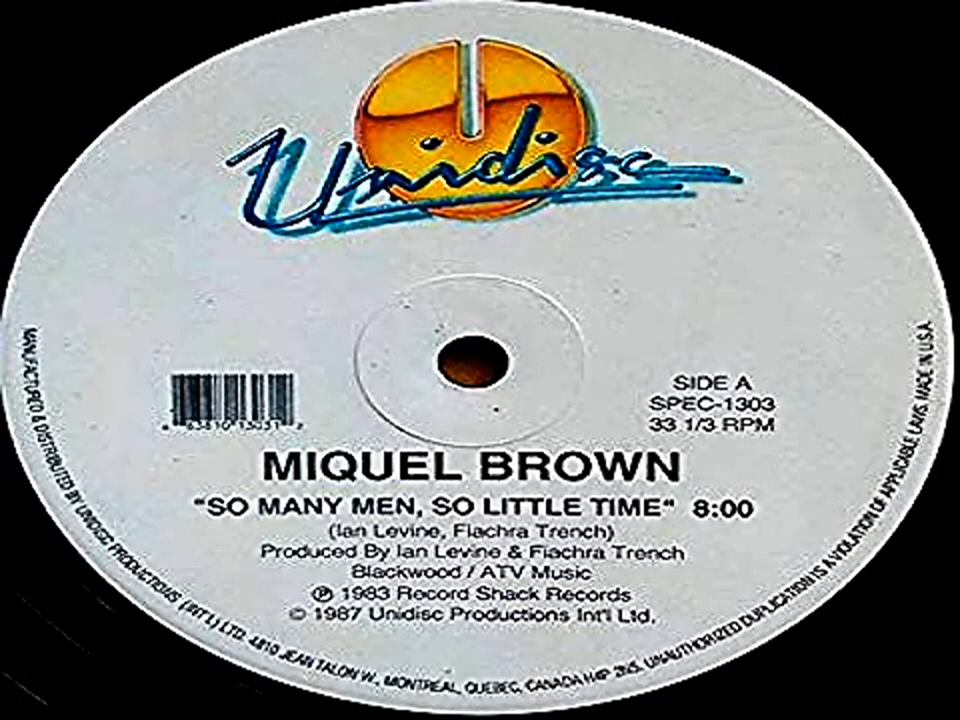 Unidisc
SIDE A
SPEC-1303
33 1/3 RPM
MIQUEL BROWN
"SO MANY MEN, SO LITTLE TIME" 8:00
(Ian Levine, Fiachra Trench)
Produced By Ian Levine & Fiachra Trench
Blackwood / ATV Music
℗ 1983 Record Shack Records
© 1987 Unidisc Productions Int'l Ltd.
MANUFACTURED & DISTRIBUTED BY UNIDISC PRODUCTIONS (INT'L) LTD. 4810 JEAN TALON W., MONTREAL, QUEBEC, CANADA H4P 2N5. UNAUTHORIZED DUPLICATION IS A VIOLATION OF APPLICABLE LAWS. MADE IN U.S.A.